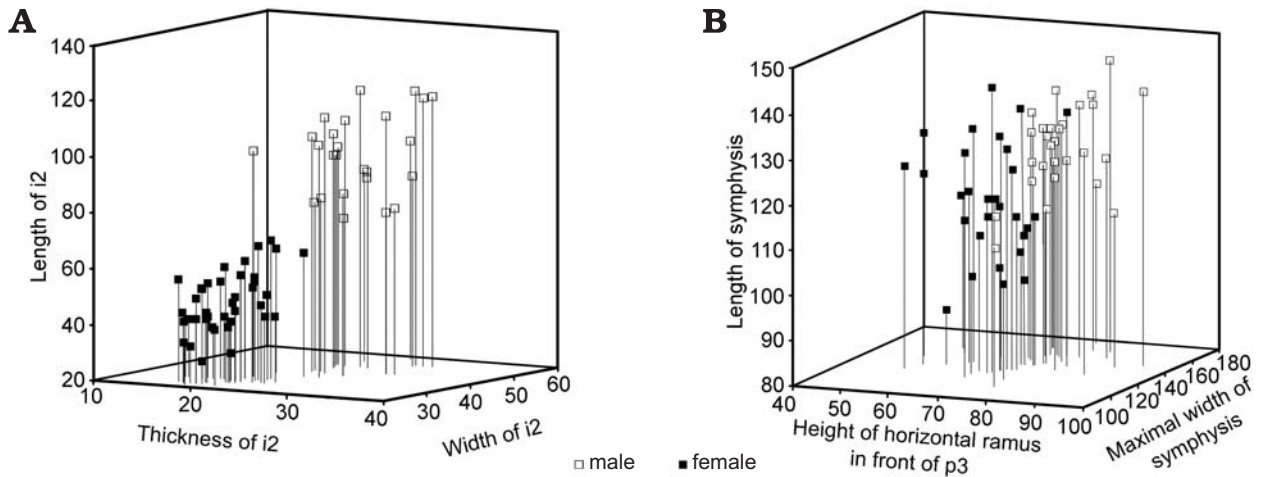 A
140
120
100
80
60
40
20
Length of i2
10
20
30
40
Thickness of i2
30
40
50
60
Width of i2
B
150
140
130
120
110
100
90
80
Length of symphysis
40
50
60
70
80
90
100
Height of horizontal ramus
in front of p3
100
120
140
160
180
Maximal width of
symphysis
male
female